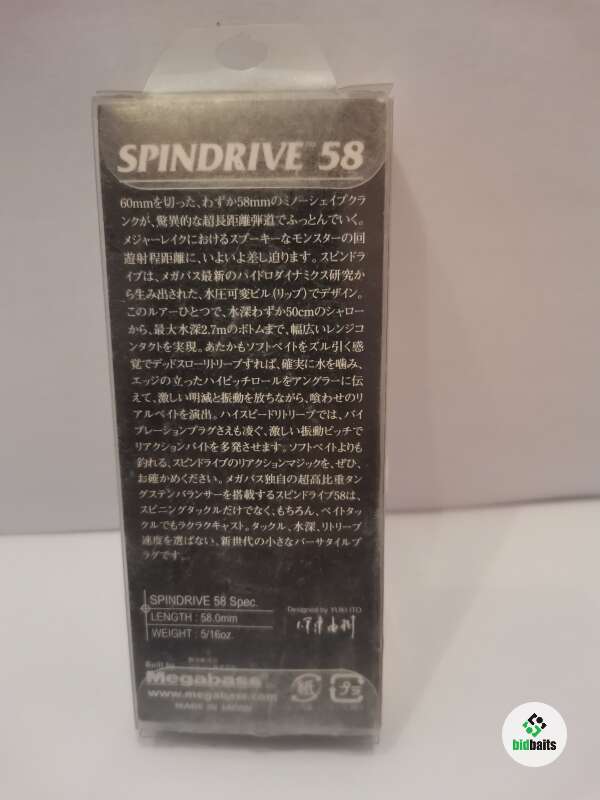 SPINDRIVE™ 58
60mmを切った、わずか58mmのミノーシェイプクラ
ンクが、驚異的な超長距離弾道でふっとんでいく。
メジャーレイクにおけるスプーキーなモンスターの回
遊射程距離に、いよいよ差し迫ります。スピンドラ
イブは、メガバス最新のハイドロダイナミクス研究か
ら生み出された、水圧可変ビル(リップ)でデザイン。
このルアーひとつで、水深わずか50cmのシャロー
から、最大水深2.7mのボトムまで、幅広いレンジコ
ンタクトを実現。あたかもソフトベイトをズル引く感
覚でデッドスローリトリーブすれば、確実に水を噛み、
エッジの立ったハイピッチロールをアングラーに伝
えて、激しい明滅と振動を放ちながら、喰わせのリ
アルベイトを演出。ハイスピードリトリーブでは、バイ
ブレーションプラグさえも凌ぐ、激しい振動ピッチで
リアクションバイトを多発させます。ソフトベイトよりも
釣れる、スピンドライブのリアクションマジックを、ぜひ、
お確かめください。メガバス独自の超高比重タング
ステンバランサーを搭載するスピンドライブ58は、
スピニングタックルだけでなく、もちろん、ベイトタッ
クルでもラクラクキャスト。タックル、水深、リトリーブ
速度を選ばない、新世代の小さなバーサタイルプ
ラグです。
SPINDRIVE 58 Spec.
LENGTH : 58.0mm
WEIGHT : 5/16oz.
Designed by YUKI ITO
Built by
Megabass
www.megabass.com
MADE IN JAPAN
紙
プラ
bidbaits